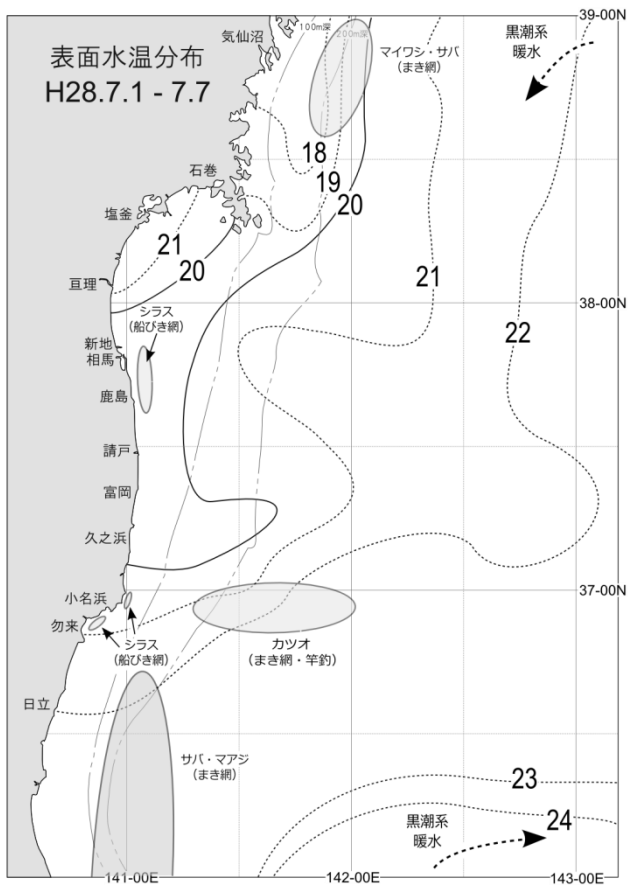 39-00N
気仙沼
100m深
200m深
黒潮系
暖水
表面水温分布
H28.7.1 - 7.7
マイワシ・サバ
(まき網)
18
石巻
19
20
塩釜
21
20
21
亘理
38-00N
シラス
(船びき網)
22
新地
相馬
鹿島
請戸
富岡
久之浜
37-00N
小名浜
勿来
シラス
(船びき網)
カツオ
(まき網・竿釣)
日立
サバ・マアジ
(まき網)
23
24
黒潮系
暖水
141-00E
142-00E
143-00E